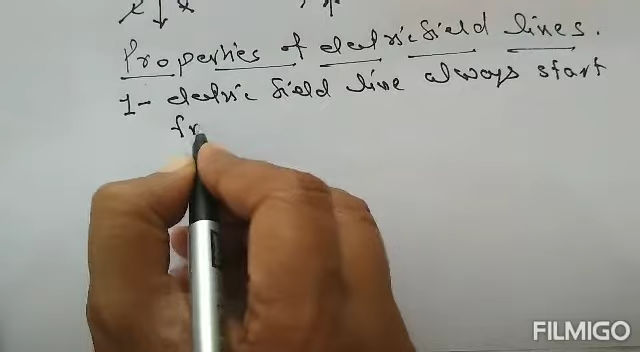 Properties of electric field lines.
1- electric field line always start
fr
FILMIGO